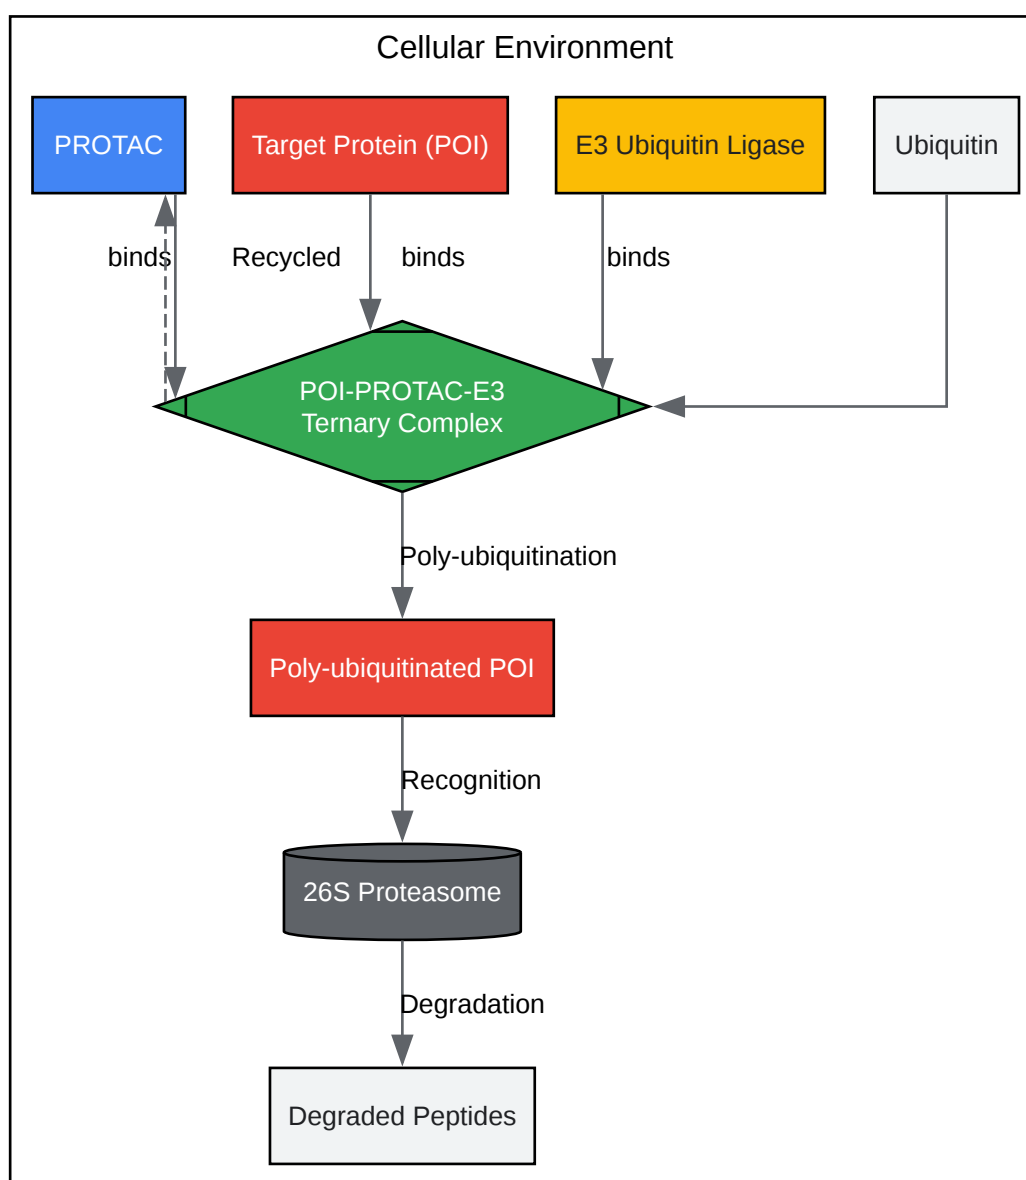 Cellular Environment
PROTAC
Target Protein (POI)
E3 Ubiquitin Ligase
Ubiquitin
binds
Recycled
binds
binds
POI-PROTAC-E3
Ternary Complex
Poly-ubiquitination
Poly-ubiquitinated POI
Recognition
26S Proteasome
Degradation
Degraded Peptides